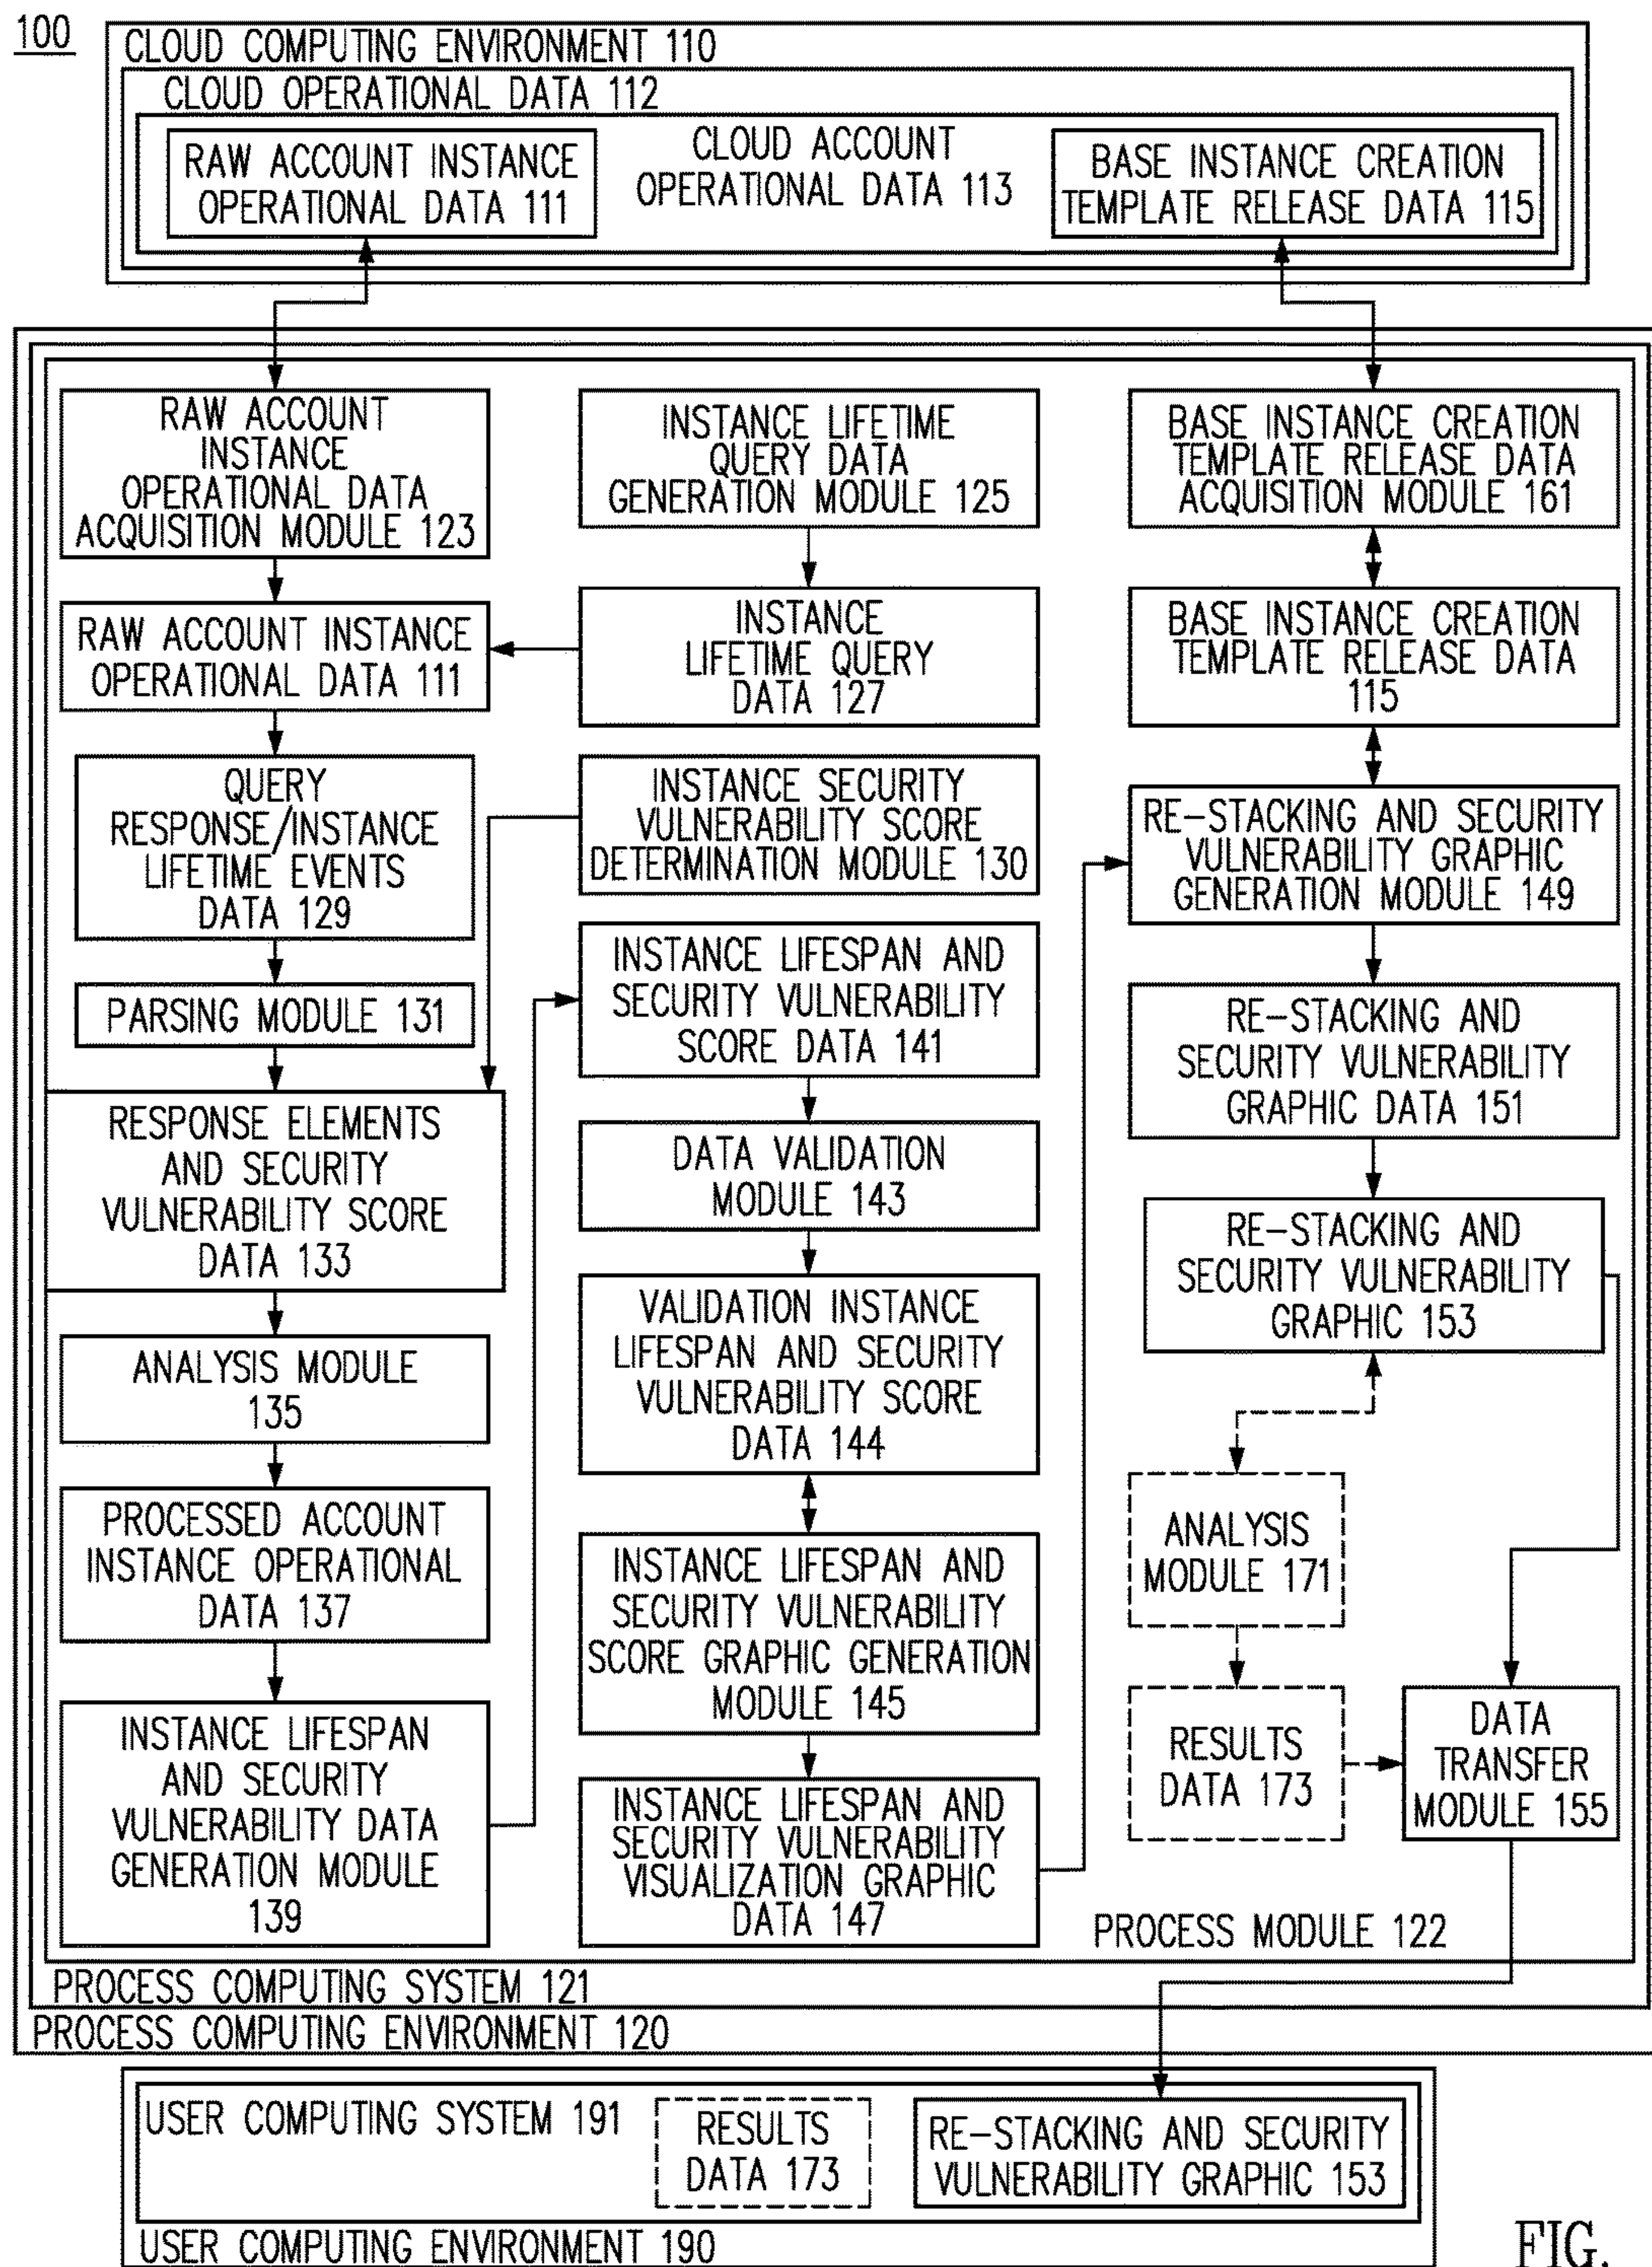 100
CLOUD COMPUTING ENVIRONMENT 110
CLOUD OPERATIONAL DATA 112
RAW ACCOUNT INSTANCE
OPERATIONAL DATA 111
CLOUD ACCOUNT
OPERATIONAL DATA 113
BASE INSTANCE CREATION
TEMPLATE RELEASE DATA 115
RAW ACCOUNT
INSTANCE
OPERATIONAL DATA
ACQUISITION MODULE 123
RAW ACCOUNT INSTANCE
OPERATIONAL DATA 111
QUERY
RESPONSE/INSTANCE
LIFETIME EVENTS
DATA 129
PARSING MODULE 131
RESPONSE ELEMENTS
AND SECURITY
VULNERABILITY SCORE
DATA 133
ANALYSIS MODULE
135
PROCESSED ACCOUNT
INSTANCE OPERATIONAL
DATA 137
INSTANCE LIFESPAN
AND SECURITY
VULNERABILITY DATA
GENERATION MODULE
139
INSTANCE LIFETIME
QUERY DATA
GENERATION MODULE 125
INSTANCE
LIFETIME QUERY
DATA 127
INSTANCE SECURITY
VULNERABILITY SCORE
DETERMINATION MODULE 130
INSTANCE LIFESPAN AND
SECURITY VULNERABILITY
SCORE DATA 141
DATA VALIDATION
MODULE 143
VALIDATION INSTANCE
LIFESPAN AND SECURITY
VULNERABILITY SCORE
DATA 144
INSTANCE LIFESPAN AND
SECURITY VULNERABILITY
SCORE GRAPHIC GENERATION
MODULE 145
INSTANCE LIFESPAN AND
SECURITY VULNERABILITY
VISUALIZATION GRAPHIC
DATA 147
BASE INSTANCE CREATION
TEMPLATE RELEASE DATA
ACQUISITION MODULE 161
BASE INSTANCE CREATION
TEMPLATE RELEASE DATA
115
RE-STACKING AND SECURITY
VULNERABILITY GRAPHIC
GENERATION MODULE 149
RE-STACKING AND
SECURITY VULNERABILITY
GRAPHIC DATA 151
RE-STACKING AND
SECURITY VULNERABILITY
GRAPHIC 153
ANALYSIS
MODULE 171
RESULTS
DATA 173
DATA
TRANSFER
MODULE 155
PROCESS MODULE 122
PROCESS COMPUTING SYSTEM 121
PROCESS COMPUTING ENVIRONMENT 120
USER COMPUTING SYSTEM 191
RESULTS
DATA 173
RE-STACKING AND SECURITY
VULNERABILITY GRAPHIC 153
USER COMPUTING ENVIRONMENT 190
FIG.